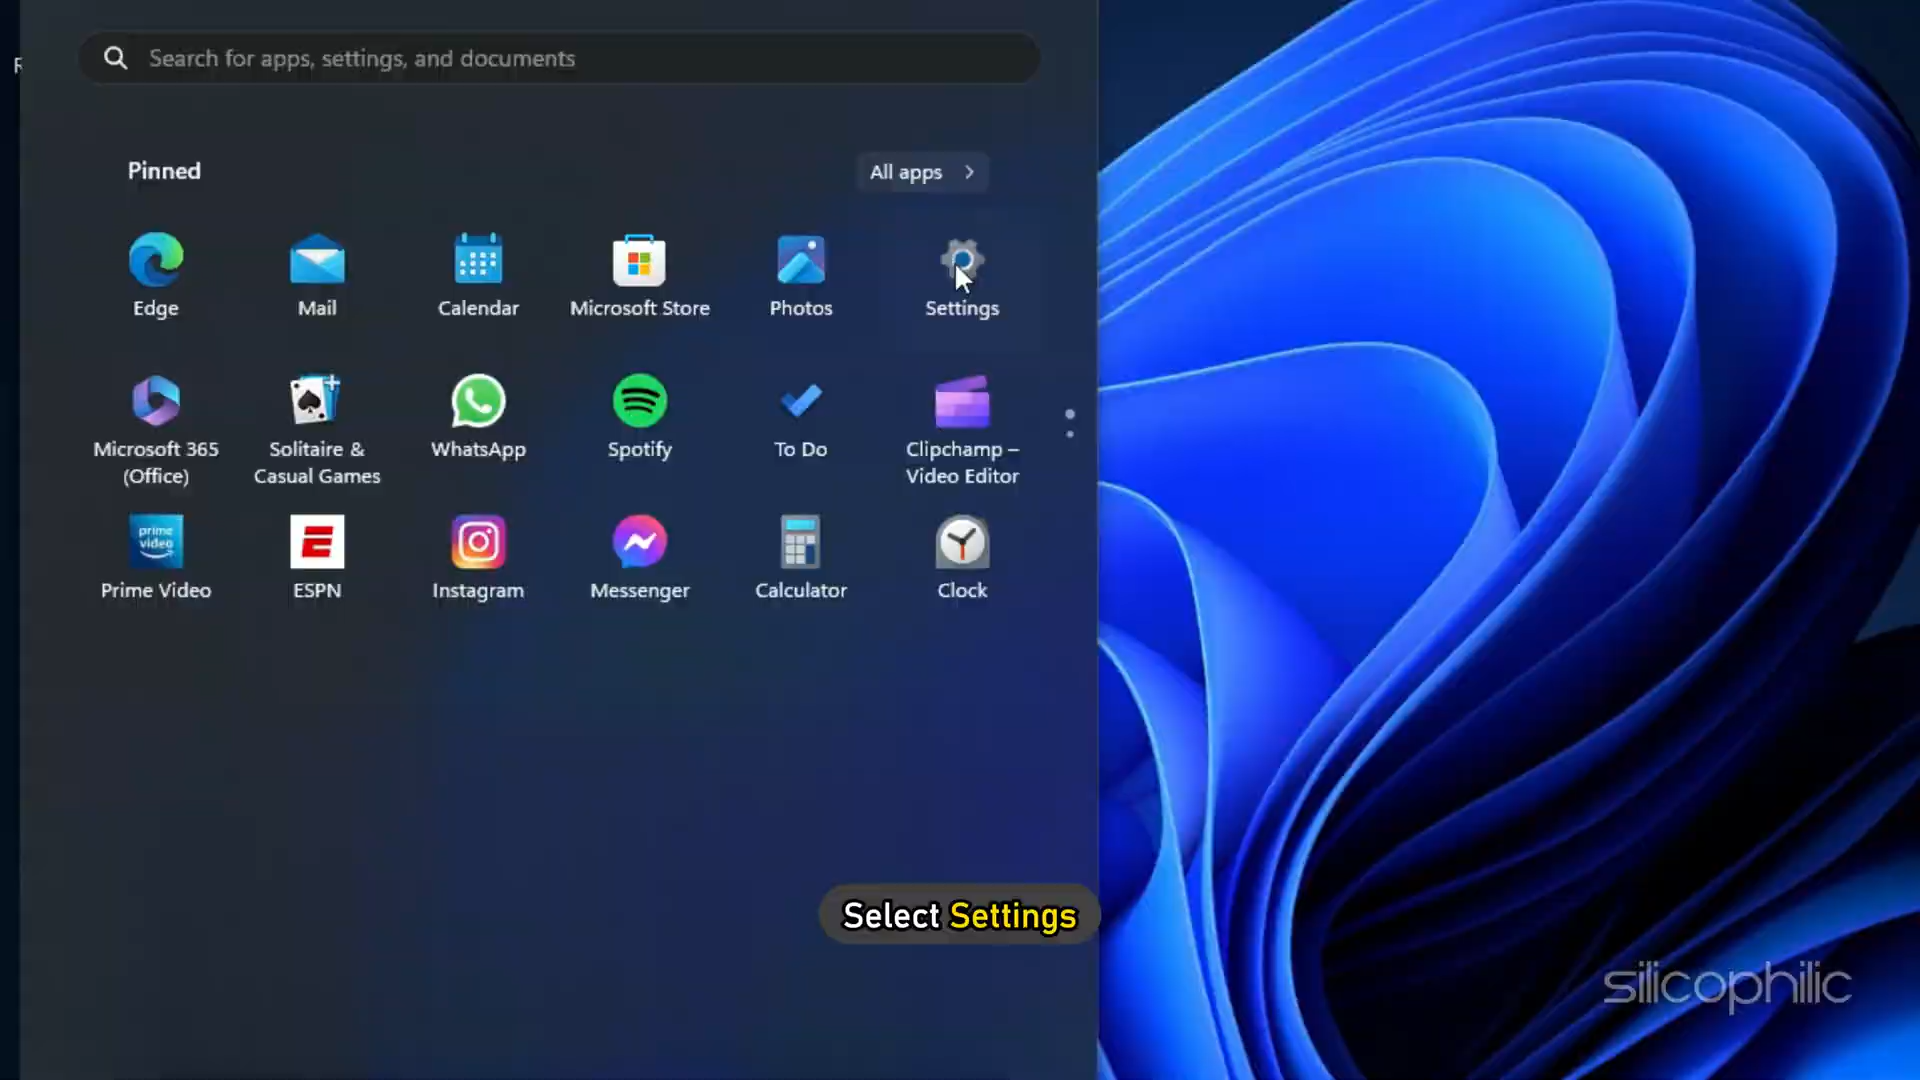 Search for apps, settings, and documents
Pinned
All apps
Edge
Mail
Calendar
Microsoft Store
Photos
Settings
Microsoft 365
(Office)
Solitaire &
Casual Games
WhatsApp
Spotify
To Do
Clipchamp –
Video Editor
prime
video
Prime Video
ESPN
Instagram
Messenger
Calculator
Clock
Select Settings
silicophilic